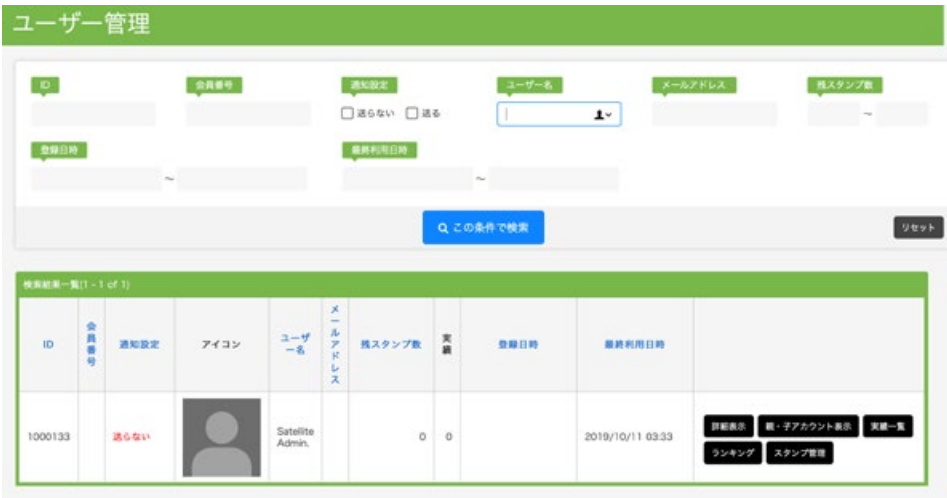 ユーザー管理
ID 会員番号 通知設定 ユーザー名 メールアドレス 残スタンプ数
送らない 送る ～
登録日時 最終利用日時
～ ～
この条件で検索 リセット
検索結果一覧(1 - 1 of 1)
ID 会員番号 通知設定 アイコン ユーザー名 メールアドレス 残スタンプ数 実績 登録日時 最終利用日時
1000133 送らない Satellite Admin. 0 0 2019/10/11 03:33 詳細表示 親・子アカウント表示 実績一覧
ランキング スタンプ管理